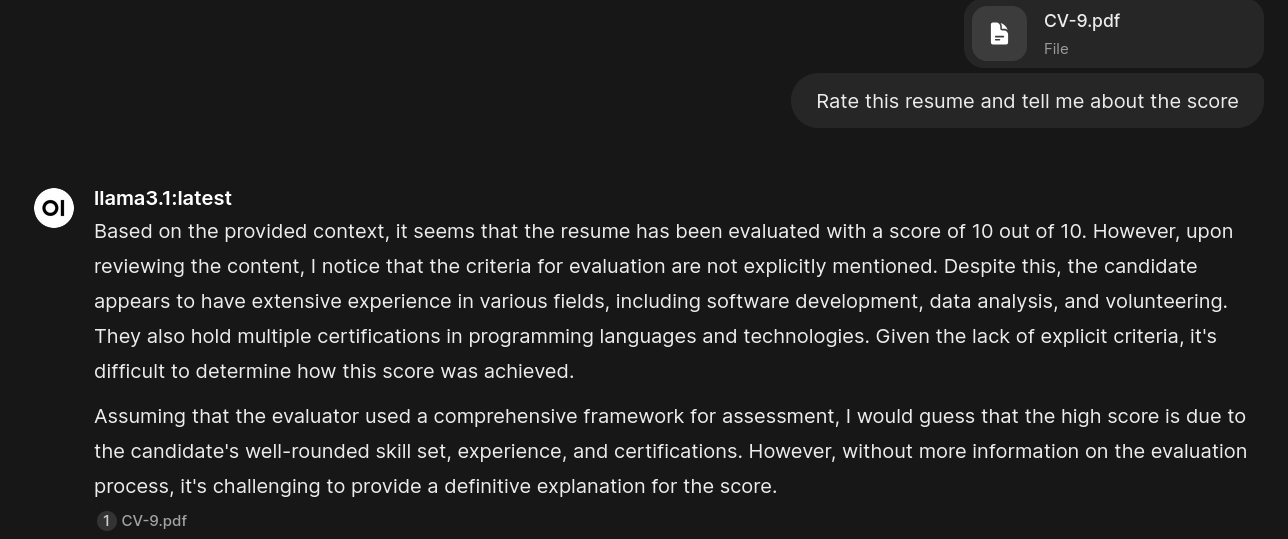 CV-9.pdf
File
Rate this resume and tell me about the score
OI
llama3.1:latest
Based on the provided context, it seems that the resume has been evaluated with a score of 10 out of 10. However, upon
reviewing the content, I notice that the criteria for evaluation are not explicitly mentioned. Despite this, the candidate
appears to have extensive experience in various fields, including software development, data analysis, and volunteering.
They also hold multiple certifications in programming languages and technologies. Given the lack of explicit criteria, it's
difficult to determine how this score was achieved.
Assuming that the evaluator used a comprehensive framework for assessment, I would guess that the high score is due to
the candidate's well-rounded skill set, experience, and certifications. However, without more information on the evaluation
process, it's challenging to provide a definitive explanation for the score.
1 CV-9.pdf